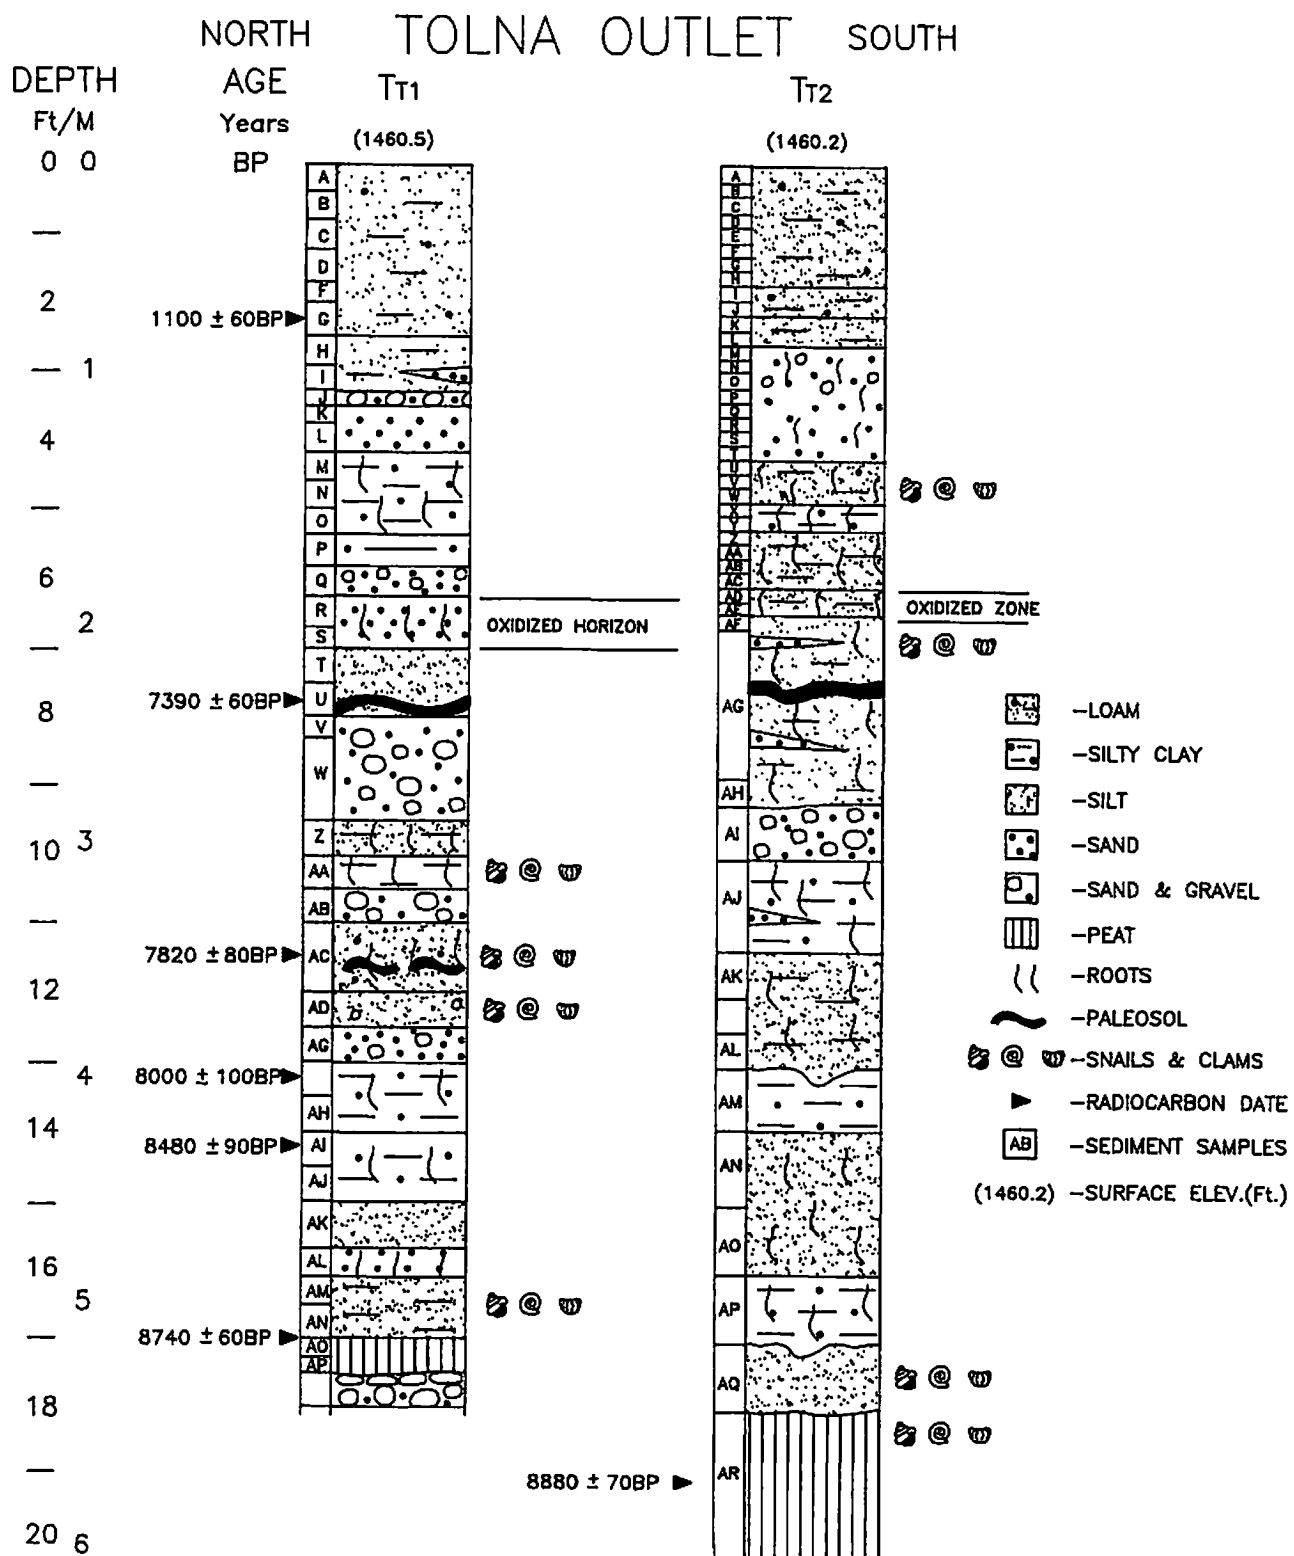 NORTH TOLNA OUTLET SOUTH
DEPTH AGE TT1 TT2
Ft/M Years (1460.5) (1460.2)
0 0 BP
A
B
C
D
F
2
1100 ± 60BP G
H
1
I
J
K
4
L
M
N
O
P
6
Q
R
2
S
OXIDIZED HORIZON
T
7390 ± 60BP U
8
V
W
Z
10 3
AA
AB
7820 ± 80BP AC
12
AD
AG
4
8000 ± 100BP
AH
14
8480 ± 90BP AI
AJ
AK
16
AL
5
AM
AN
8740 ± 60BP
AO
AP
18
20 6
A
B
C
D
E
F
G
H
I
J
K
L
M
N
O
P
Q
R
S
T
U
V
W
X
Y
Z
AA
AB
AC
AD
AE
OXIDIZED ZONE
AF
AG
AH
AI
AJ
AK
AL
AM
AN
AO
AP
AQ
AR
8880 ± 70BP
-LOAM
-SILTY CLAY
-SILT
-SAND
-SAND & GRAVEL
-PEAT
-ROOTS
-PALEOSOL
-SNAILS & CLAMS
-RADIOCARBON DATE
AB -SEDIMENT SAMPLES
(1460.2) -SURFACE ELEV.(Ft.)